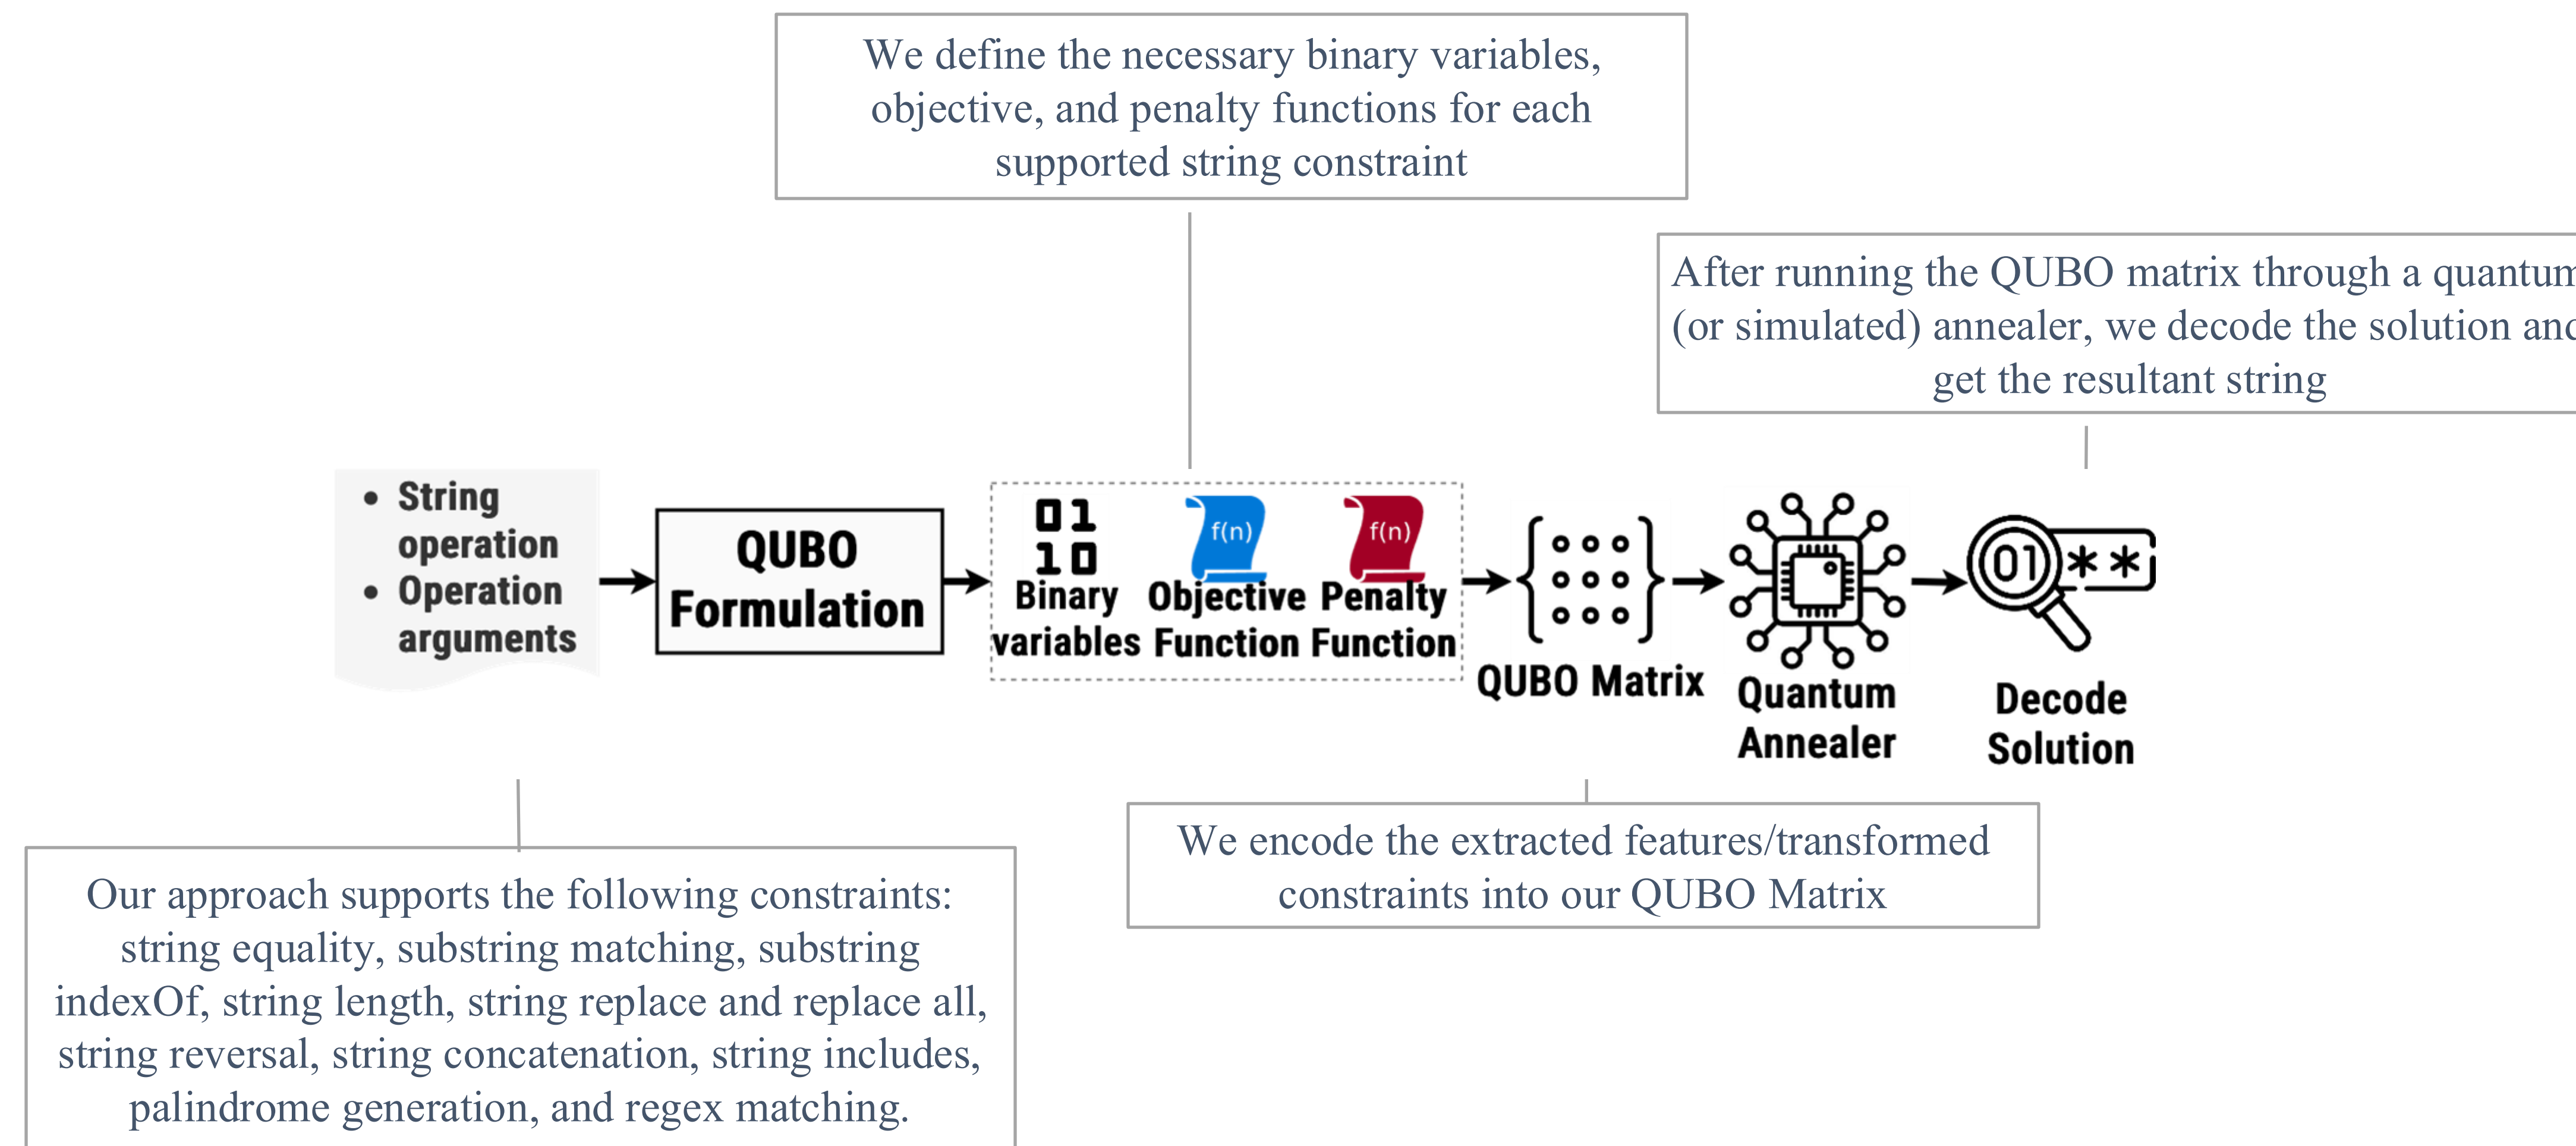 We define the necessary binary variables,
objective, and penalty functions for each
supported string constraint
After running the QUBO matrix through a quantum
(or simulated) annealer, we decode the solution and
get the resultant string
• String
operation
• Operation
arguments
QUBO
Formulation
01
10
Binary
variables
f(n)
Objective
Function
f(n)
Penalty
Function
QUBO Matrix
Quantum
Annealer
01 **
Decode
Solution
We encode the extracted features/transformed
constraints into our QUBO Matrix
Our approach supports the following constraints:
string equality, substring matching, substring
indexOf, string length, string replace and replace all,
string reversal, string concatenation, string includes,
palindrome generation, and regex matching.